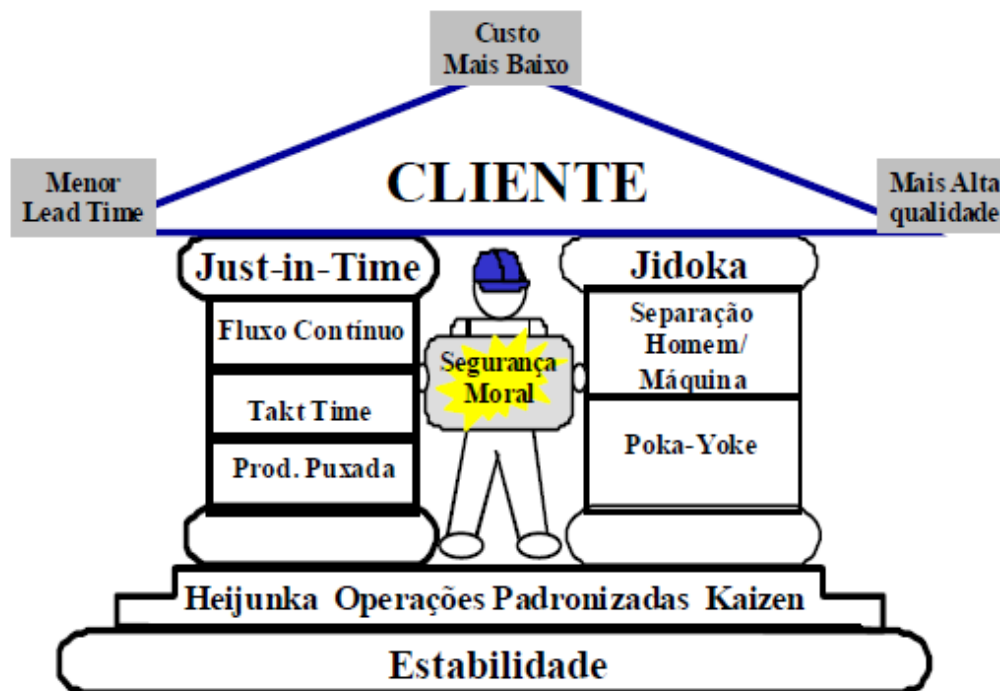 Custo
Mais Baixo
Menor
Lead Time
CLIENTE
Mais Alta
qualidade
Just-in-Time
Fluxo Contínuo
Takt Time
Prod. Puxada
Segurança
Moral
Jidoka
Separação
Homem/
Máquina
Poka-Yoke
Heijunka Operações Padronizadas Kaizen
Estabilidade